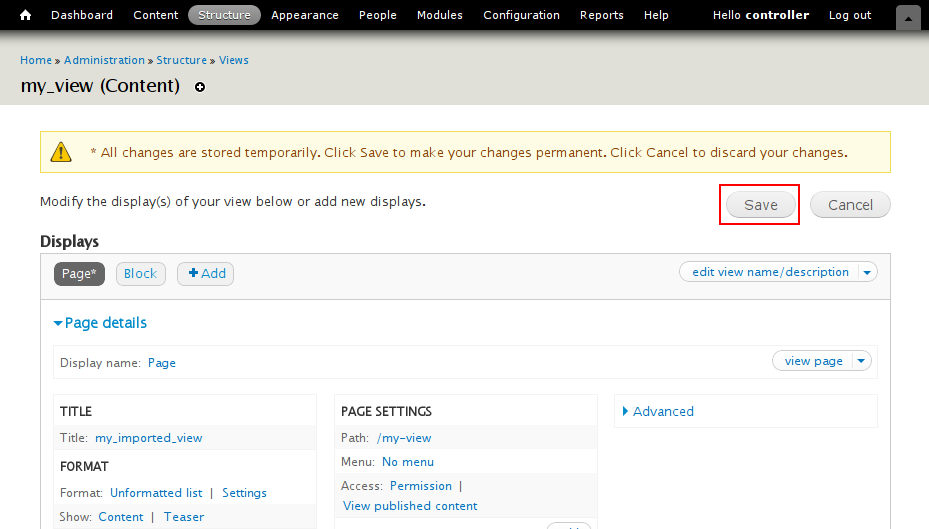 Dashboard Content Structure Appearance People Modules Configuration Reports Help Hello controller Log out
Home » Administration » Structure » Views
my_view (Content)
* All changes are stored temporarily. Click Save to make your changes permanent. Click Cancel to discard your changes.
Modify the display(s) of your view below or add new displays.
Save Cancel
Displays
Page* Block Add edit view name/description
Page details
Display name: Page view page
TITLE
Title: my_imported_view
FORMAT
Format: Unformatted list | Settings
Show: Content | Teaser
PAGE SETTINGS
Path: /my-view
Menu: No menu
Access: Permission |
View published content
Advanced